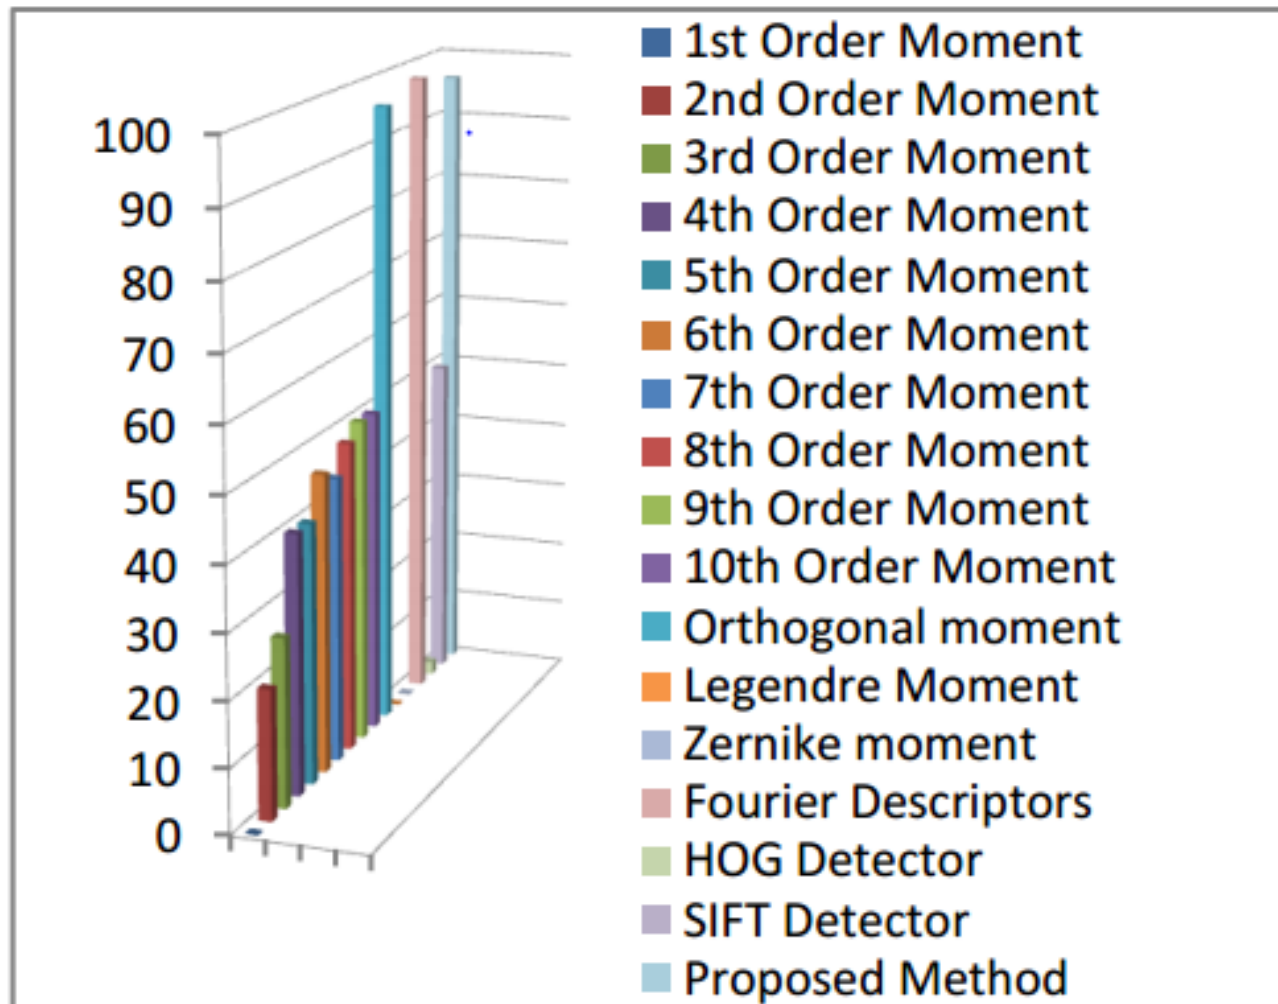 100
90
80
70
60
50
40
30
20
10
0
1st Order Moment
2nd Order Moment
3rd Order Moment
4th Order Moment
5th Order Moment
6th Order Moment
7th Order Moment
8th Order Moment
9th Order Moment
10th Order Moment
Orthogonal moment
Legendre Moment
Zernike moment
Fourier Descriptors
HOG Detector
SIFT Detector
Proposed Method